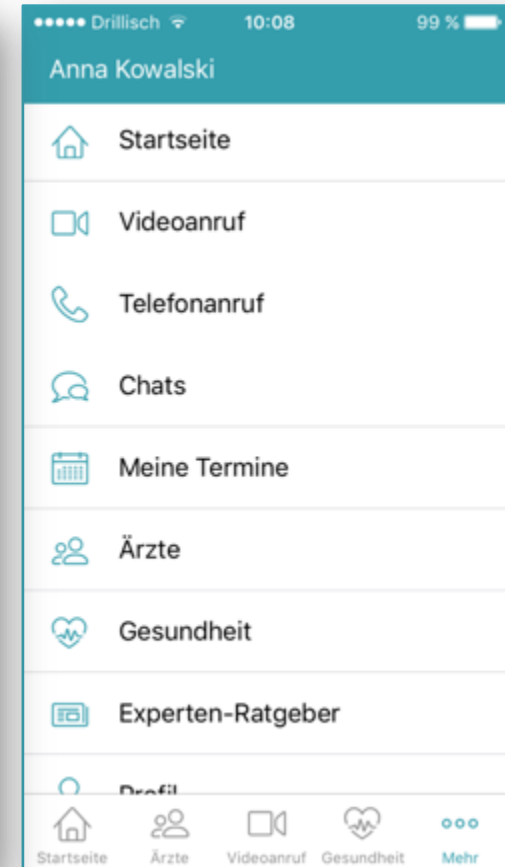 Drillisch 10:08 99 %
Anna Kowalski
Startseite
Videoanruf
Telefonanruf
Chats
Meine Termine
Ärzte
Gesundheit
Experten-Ratgeber
Profil
Startseite Ärzte Videoanruf Gesundheit Mehr